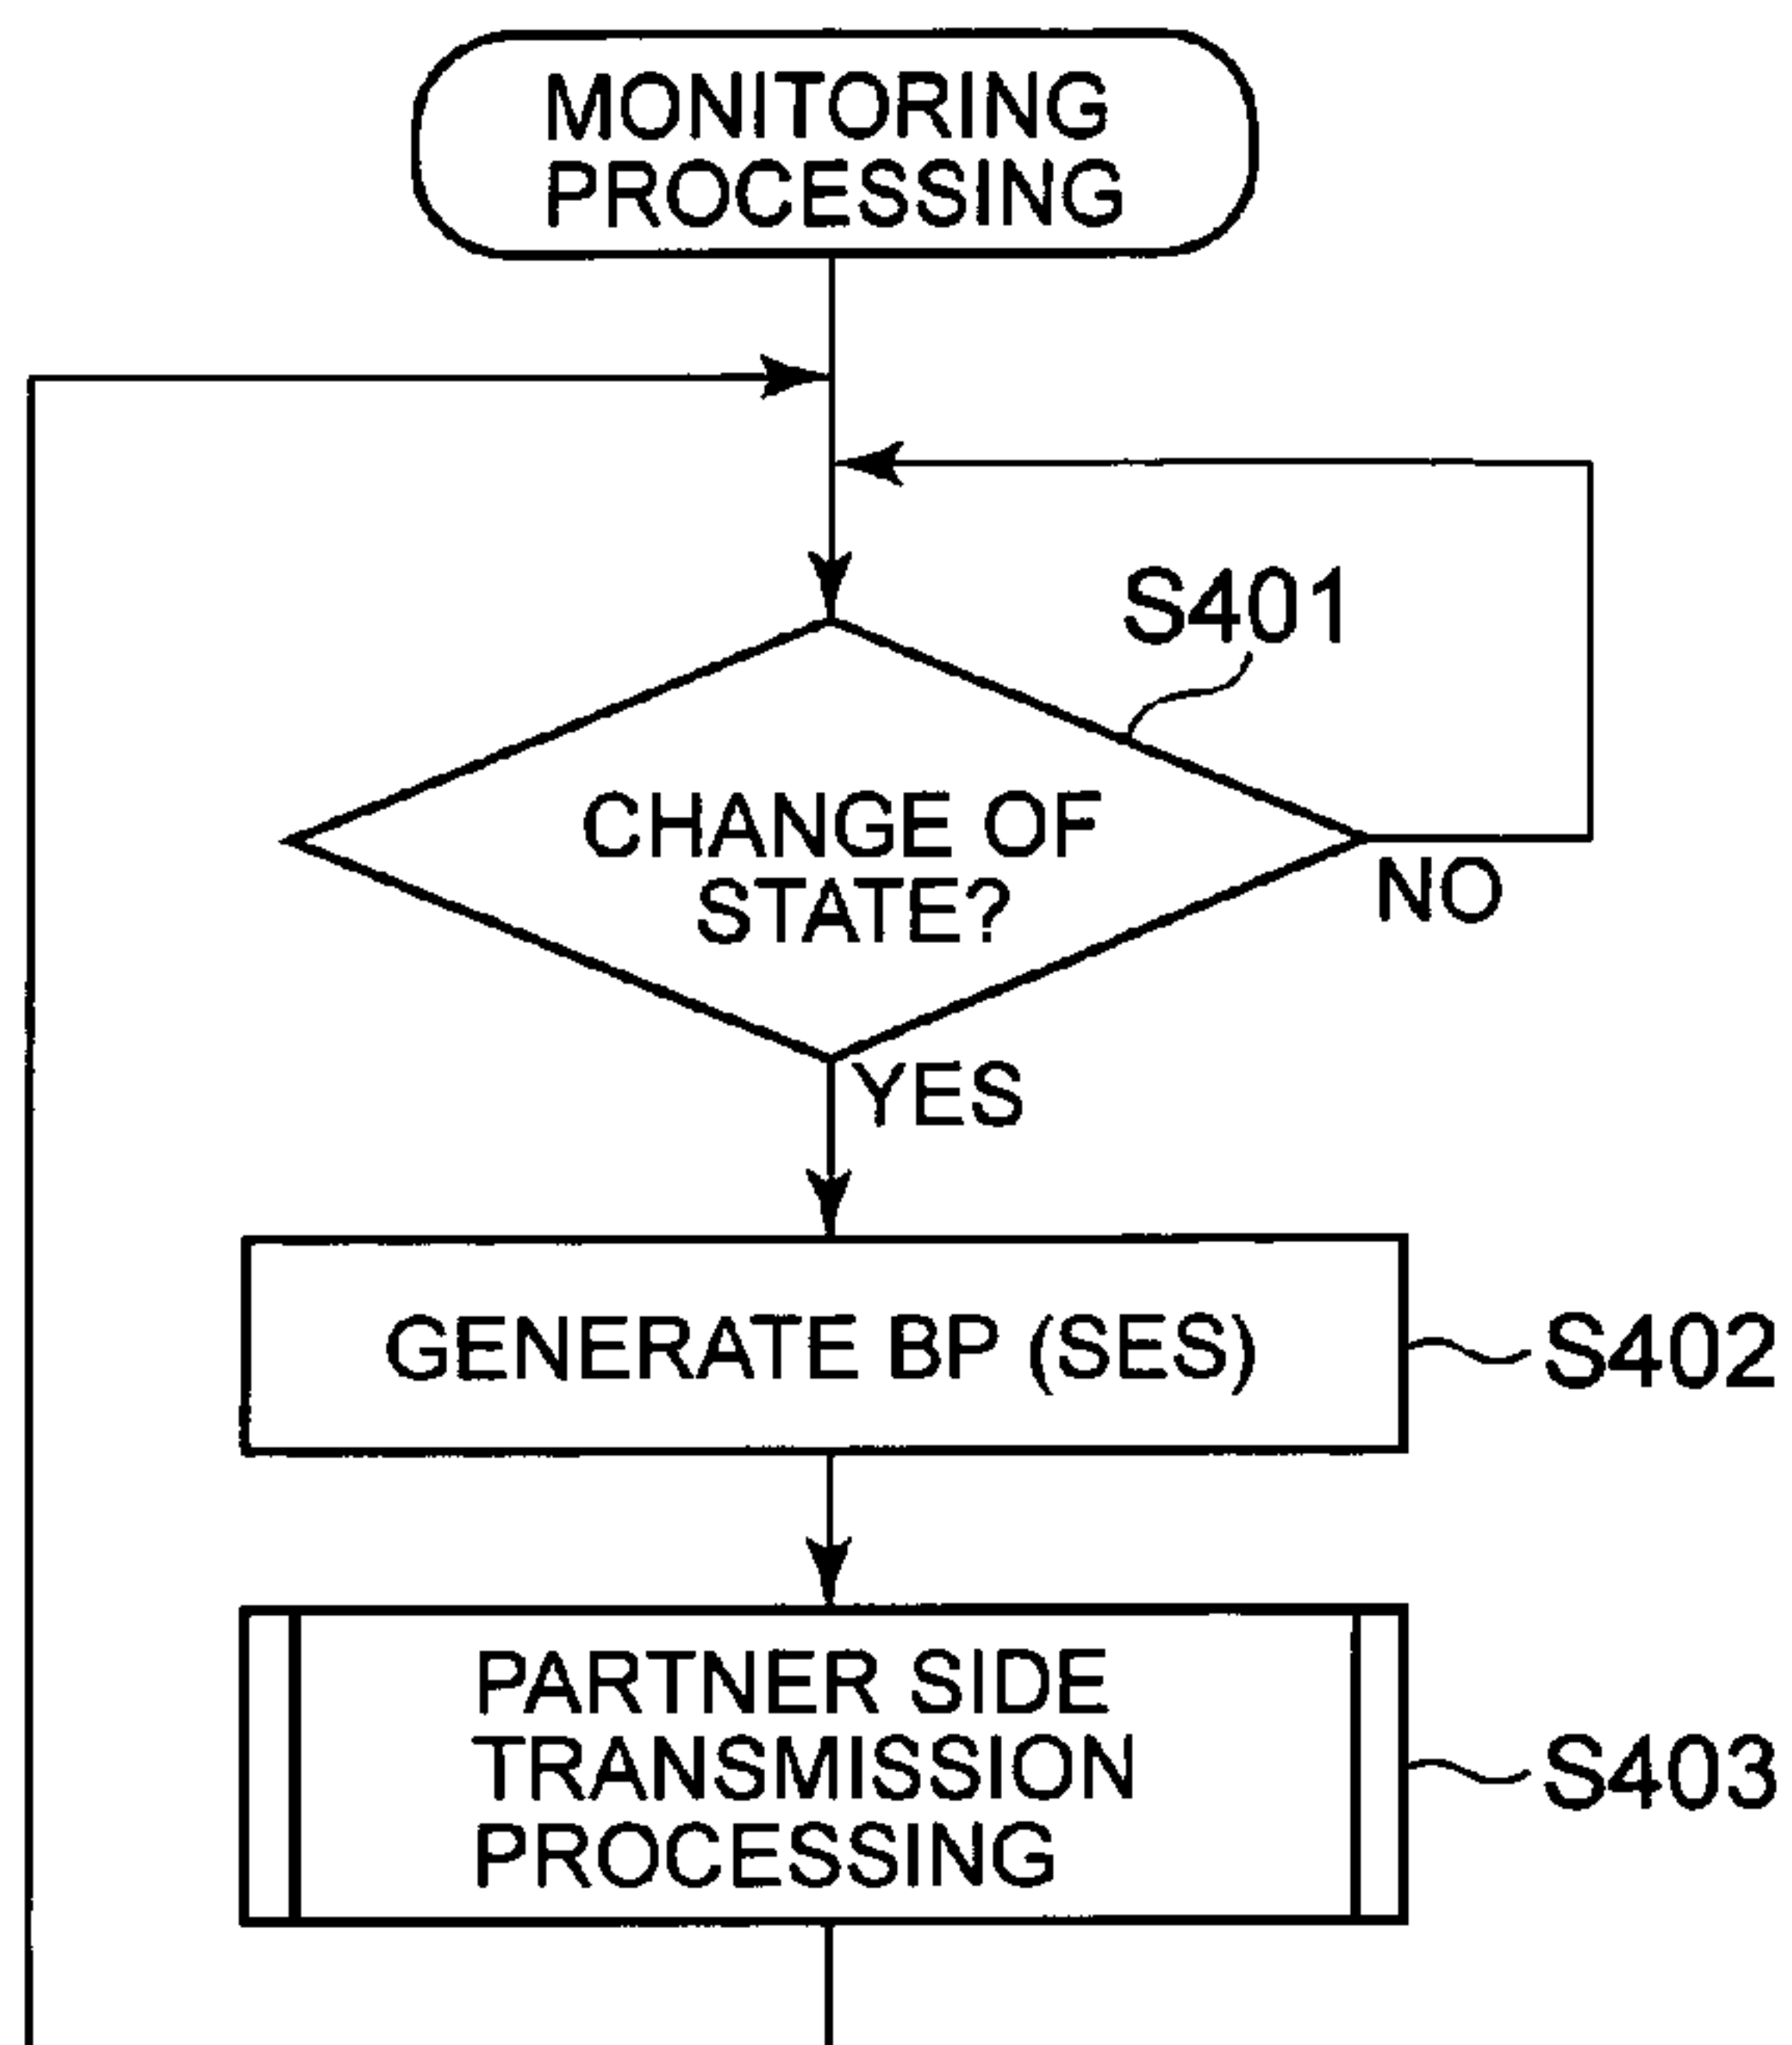 MONITORING
PROCESSING
S401
CHANGE OF
STATE?
NO
YES
GENERATE BP (SES)
S402
PARTNER SIDE
TRANSMISSION
PROCESSING
S403